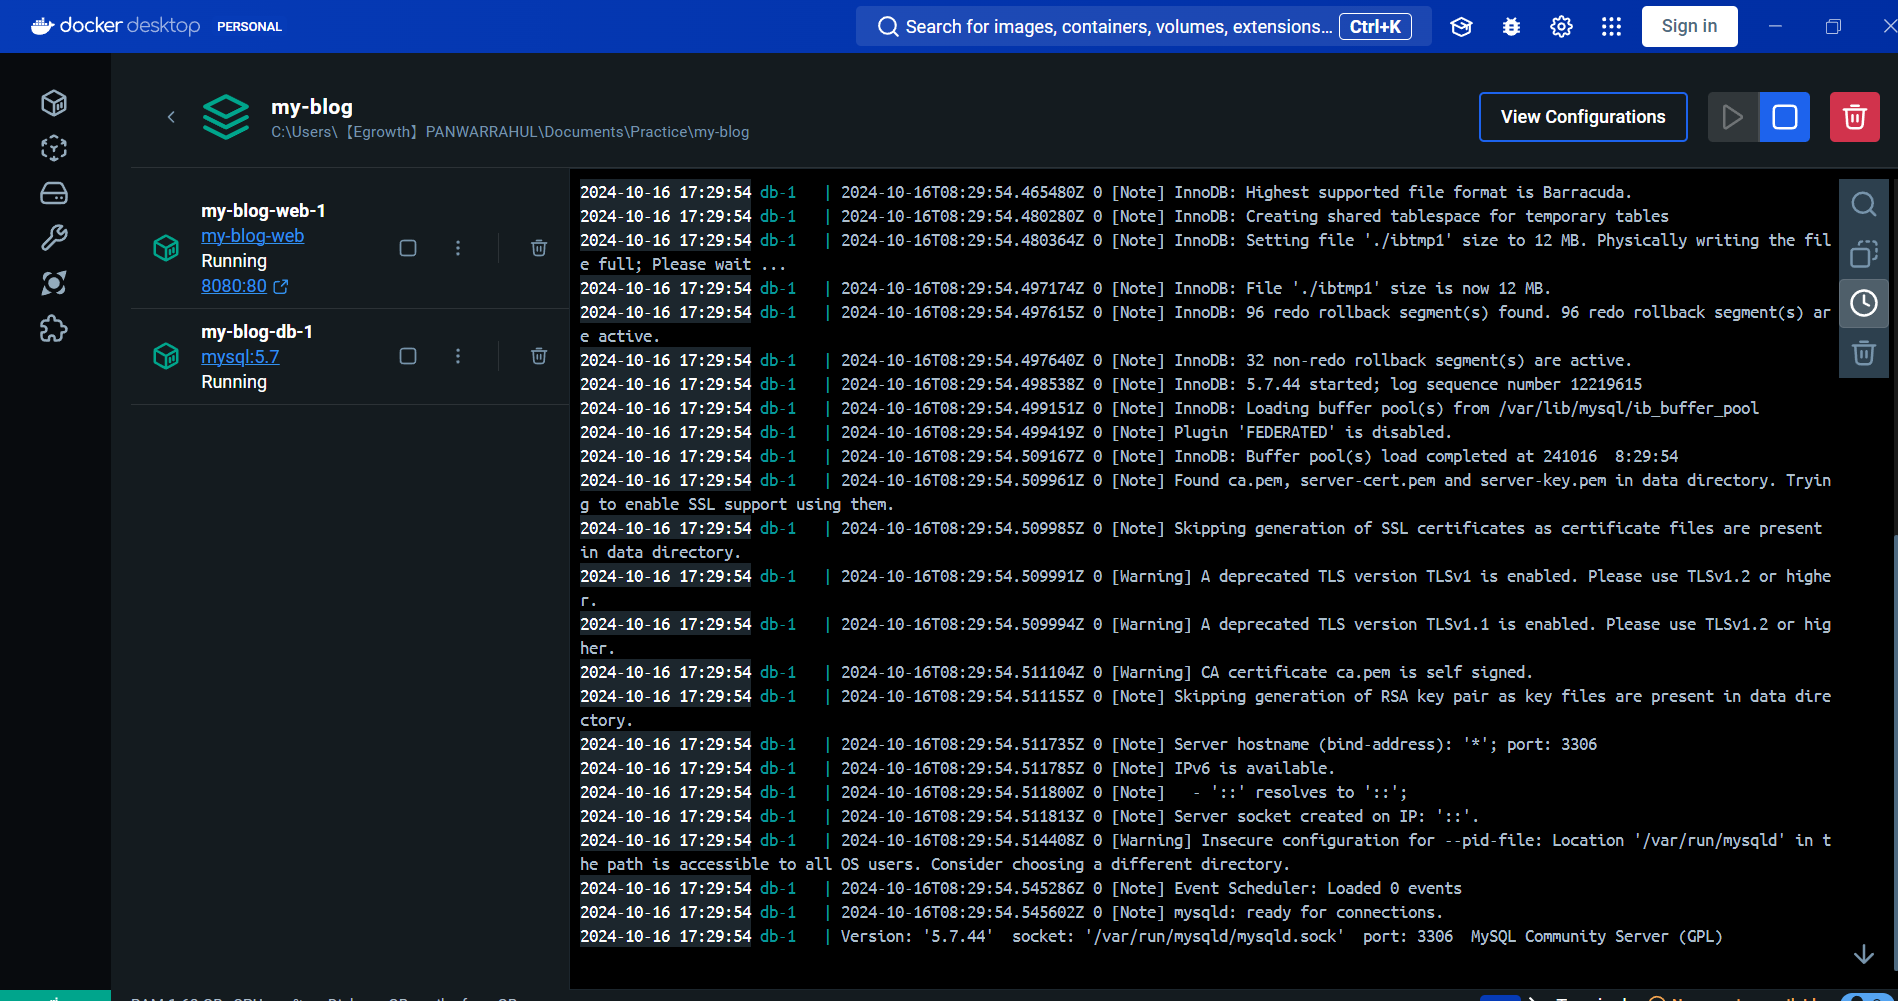 docker desktop PERSONAL
Search for images, containers, volumes, extensions... Ctrl+K
Sign in
my-blog
C:\Users\【Egrowth】PANWARRAHUL\Documents\Practice\my-blog
View Configurations
my-blog-web-1
my-blog-web
Running
8080:80
my-blog-db-1
mysql:5.7
Running
2024-10-16 17:29:54 db-1 | 2024-10-16T08:29:54.465480Z 0 [Note] InnoDB: Highest supported file format is Barracuda.
2024-10-16 17:29:54 db-1 | 2024-10-16T08:29:54.480280Z 0 [Note] InnoDB: Creating shared tablespace for temporary tables
2024-10-16 17:29:54 db-1 | 2024-10-16T08:29:54.480364Z 0 [Note] InnoDB: Setting file './ibtmp1' size to 12 MB. Physically writing the fil
e full; Please wait ...
2024-10-16 17:29:54 db-1 | 2024-10-16T08:29:54.497174Z 0 [Note] InnoDB: File './ibtmp1' size is now 12 MB.
2024-10-16 17:29:54 db-1 | 2024-10-16T08:29:54.497615Z 0 [Note] InnoDB: 96 redo rollback segment(s) found. 96 redo rollback segment(s) ar
e active.
2024-10-16 17:29:54 db-1 | 2024-10-16T08:29:54.497640Z 0 [Note] InnoDB: 32 non-redo rollback segment(s) are active.
2024-10-16 17:29:54 db-1 | 2024-10-16T08:29:54.498538Z 0 [Note] InnoDB: 5.7.44 started; log sequence number 12219615
2024-10-16 17:29:54 db-1 | 2024-10-16T08:29:54.499151Z 0 [Note] InnoDB: Loading buffer pool(s) from /var/lib/mysql/ib_buffer_pool
2024-10-16 17:29:54 db-1 | 2024-10-16T08:29:54.499419Z 0 [Note] Plugin 'FEDERATED' is disabled.
2024-10-16 17:29:54 db-1 | 2024-10-16T08:29:54.509167Z 0 [Note] InnoDB: Buffer pool(s) load completed at 241016  8:29:54
2024-10-16 17:29:54 db-1 | 2024-10-16T08:29:54.509961Z 0 [Note] Found ca.pem, server-cert.pem and server-key.pem in data directory. Tryin
g to enable SSL support using them.
2024-10-16 17:29:54 db-1 | 2024-10-16T08:29:54.509985Z 0 [Note] Skipping generation of SSL certificates as certificate files are present
in data directory.
2024-10-16 17:29:54 db-1 | 2024-10-16T08:29:54.509991Z 0 [Warning] A deprecated TLS version TLSv1 is enabled. Please use TLSv1.2 or highe
r.
2024-10-16 17:29:54 db-1 | 2024-10-16T08:29:54.509994Z 0 [Warning] A deprecated TLS version TLSv1.1 is enabled. Please use TLSv1.2 or hig
her.
2024-10-16 17:29:54 db-1 | 2024-10-16T08:29:54.511104Z 0 [Warning] CA certificate ca.pem is self signed.
2024-10-16 17:29:54 db-1 | 2024-10-16T08:29:54.511155Z 0 [Note] Skipping generation of RSA key pair as key files are present in data dire
ctory.
2024-10-16 17:29:54 db-1 | 2024-10-16T08:29:54.511735Z 0 [Note] Server hostname (bind-address): '*'; port: 3306
2024-10-16 17:29:54 db-1 | 2024-10-16T08:29:54.511785Z 0 [Note] IPv6 is available.
2024-10-16 17:29:54 db-1 | 2024-10-16T08:29:54.511800Z 0 [Note]   - '::' resolves to '::';
2024-10-16 17:29:54 db-1 | 2024-10-16T08:29:54.511813Z 0 [Note] Server socket created on IP: '::'.
2024-10-16 17:29:54 db-1 | 2024-10-16T08:29:54.514408Z 0 [Warning] Insecure configuration for --pid-file: Location '/var/run/mysqld' in t
he path is accessible to all OS users. Consider choosing a different directory.
2024-10-16 17:29:54 db-1 | 2024-10-16T08:29:54.545286Z 0 [Note] Event Scheduler: Loaded 0 events
2024-10-16 17:29:54 db-1 | 2024-10-16T08:29:54.545602Z 0 [Note] mysqld: ready for connections.
2024-10-16 17:29:54 db-1 | Version: '5.7.44'  socket: '/var/run/mysqld/mysqld.sock'  port: 3306  MySQL Community Server (GPL)